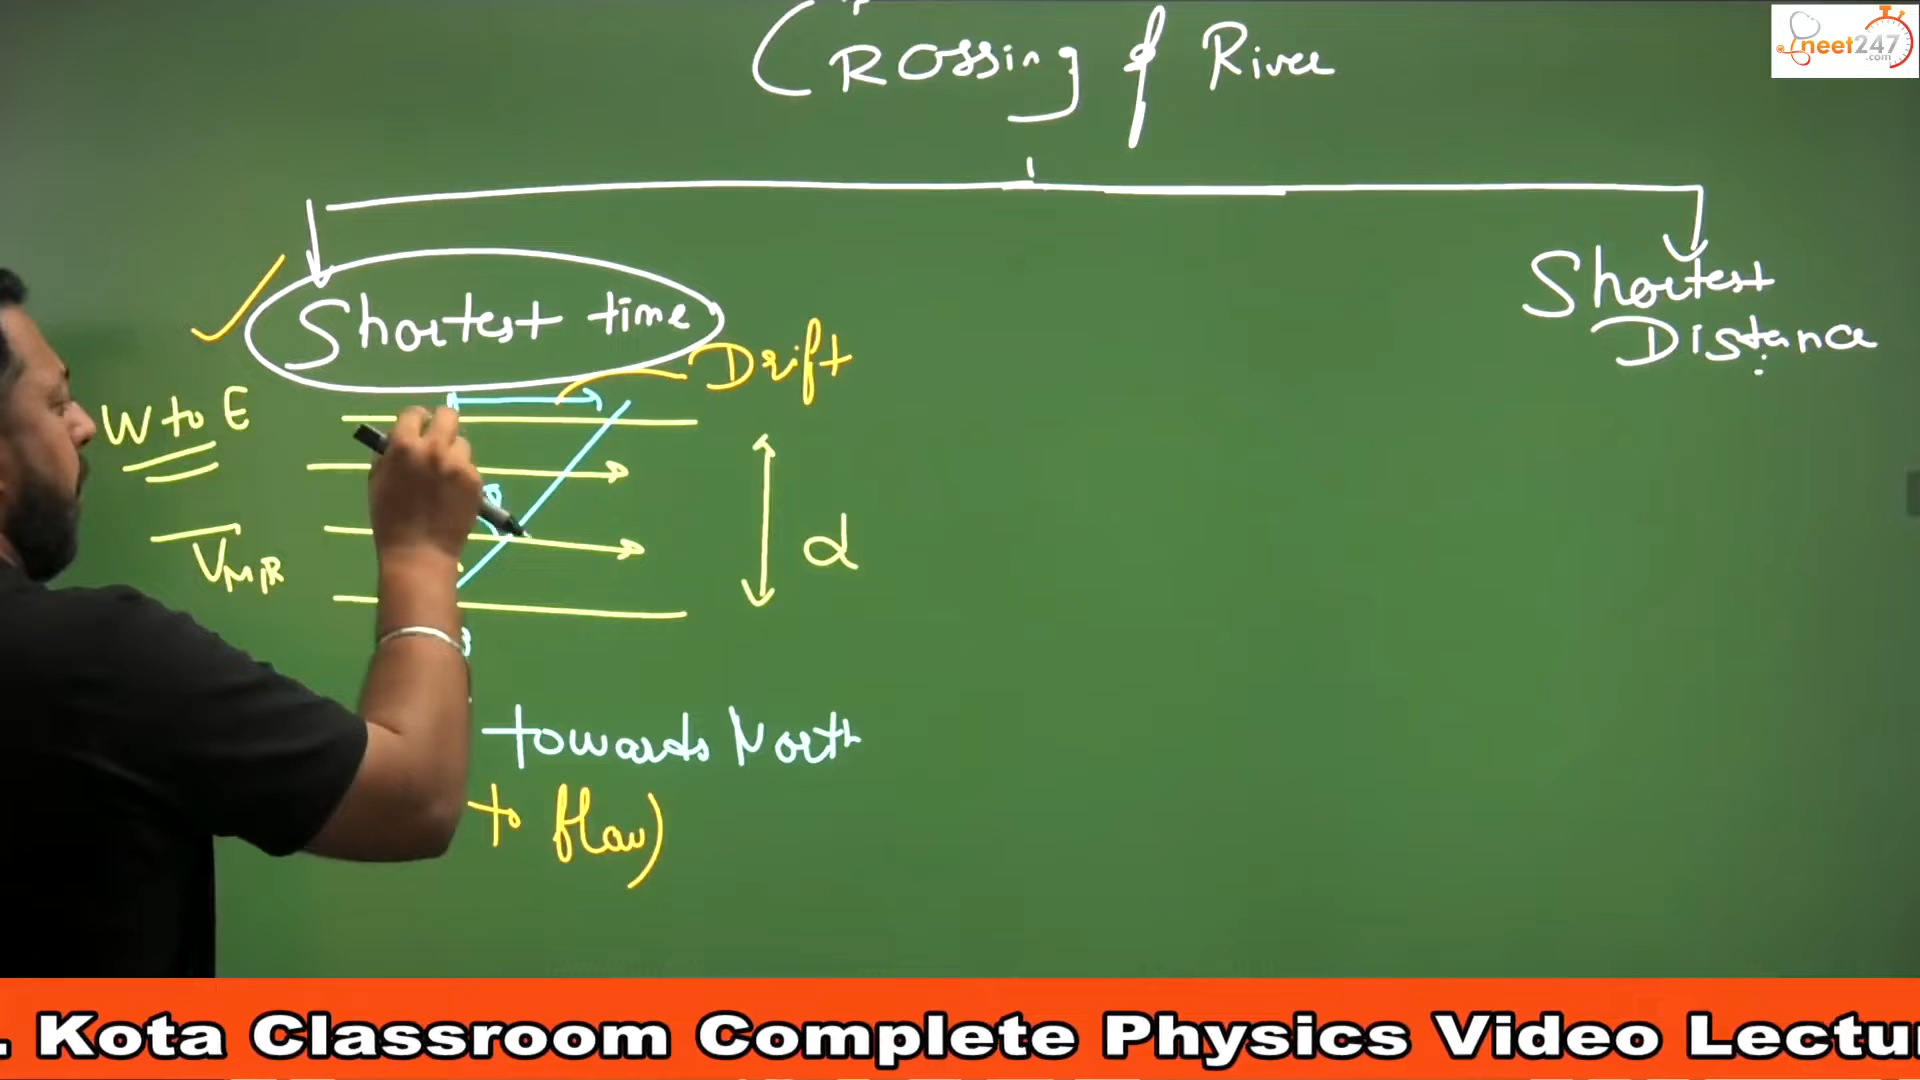 Crossing of River
neet247
.com
Shortest time
Shortest
Distance
Drift
W to E
V M/R
d
θ
towards North
to flow)
. Kota Classroom Complete Physics Video Lectu